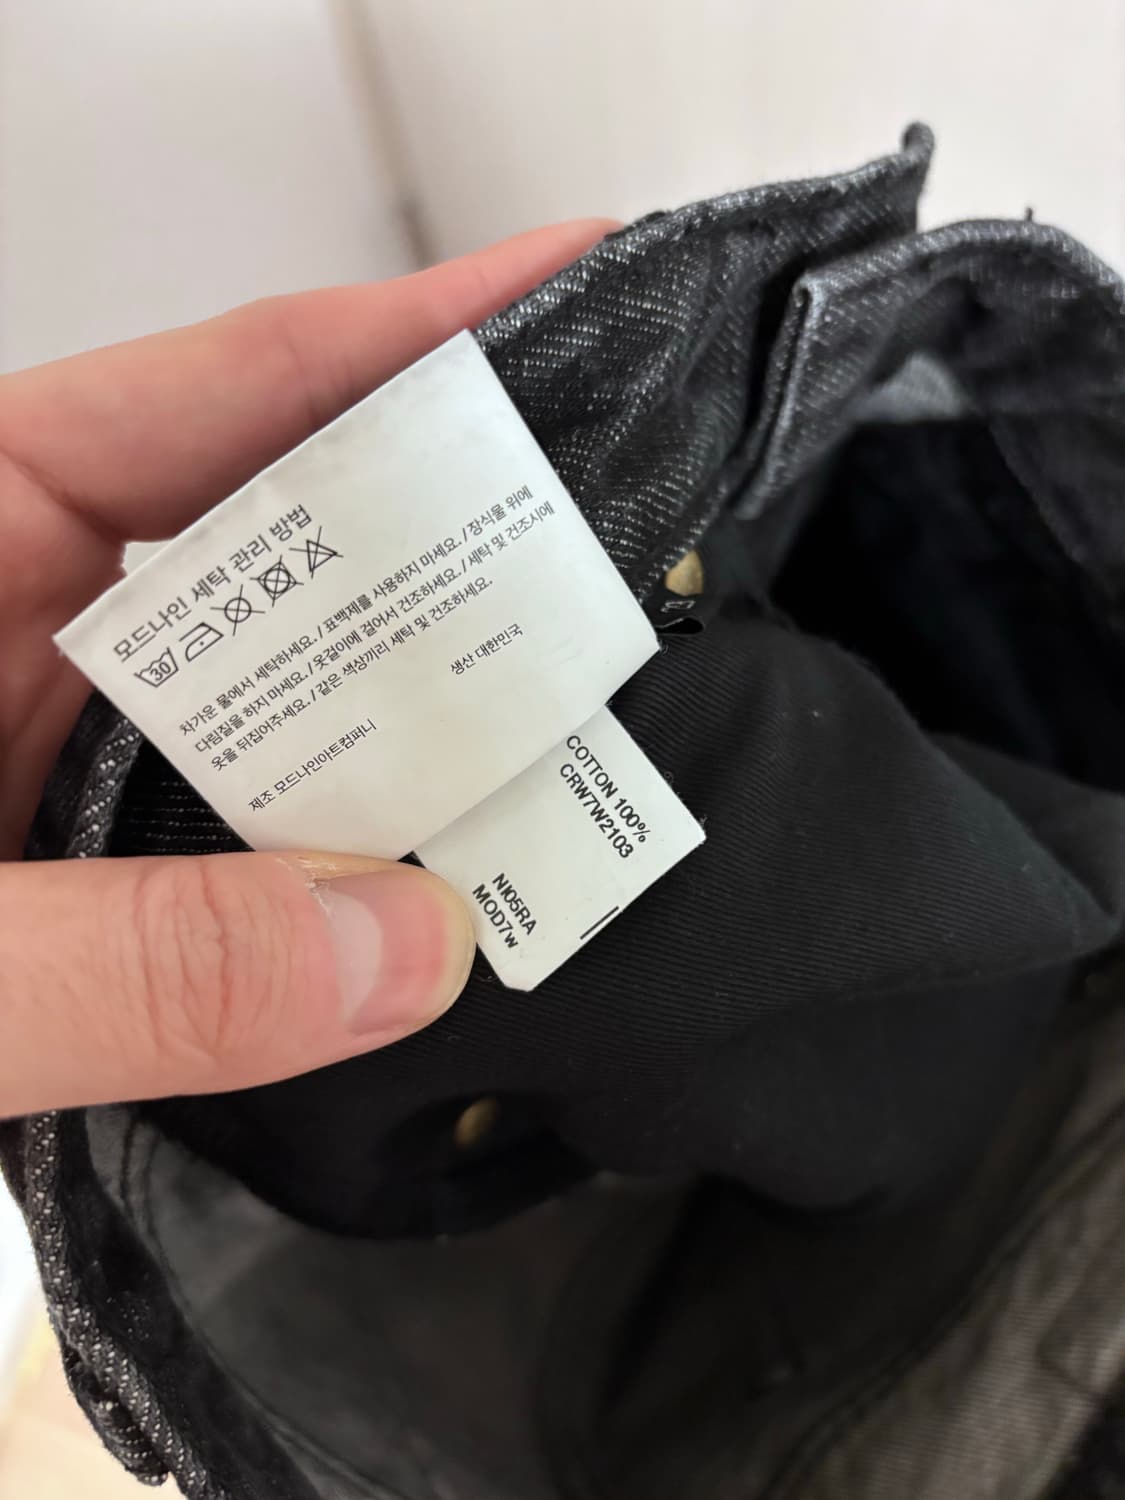 모드나인 세탁 관리 방법
30
차가운 물에서 세탁하세요. / 표백제를 사용하지 마세요. / 장식물 위에
다림질을 하지 마세요. / 옷걸이에 걸어서 건조하세요. / 세탁 및 건조시에
옷을 뒤집어주세요. / 같은 색상끼리 세탁 및 건조하세요.
생산 대한민국
제조 모드나인아트컴퍼니
COTTON 100%
CRW7W2103
NI05RA
MOD7w